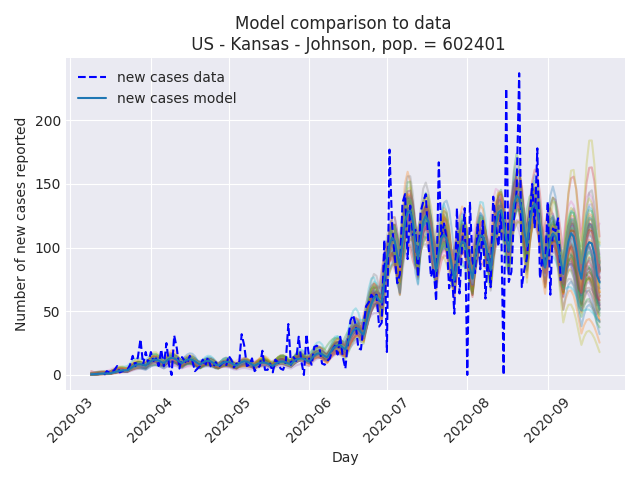 Model comparison to data
US - Kansas - Johnson, pop. = 602401
new cases data
new cases model
Number of new cases reported
200
150
100
50
0
2020-03
2020-04
2020-05
2020-06
2020-07
2020-08
2020-09
Day